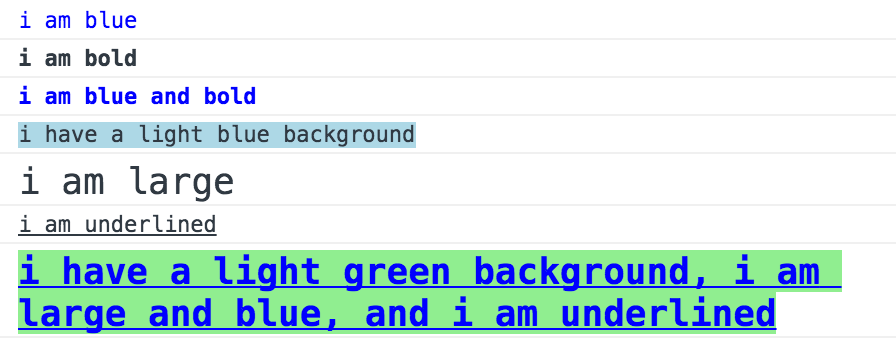 i am blue
i am bold
i am blue and bold
i have a light blue background
i am large
i am underlined
i have a light green background, i am
large and blue, and i am underlined